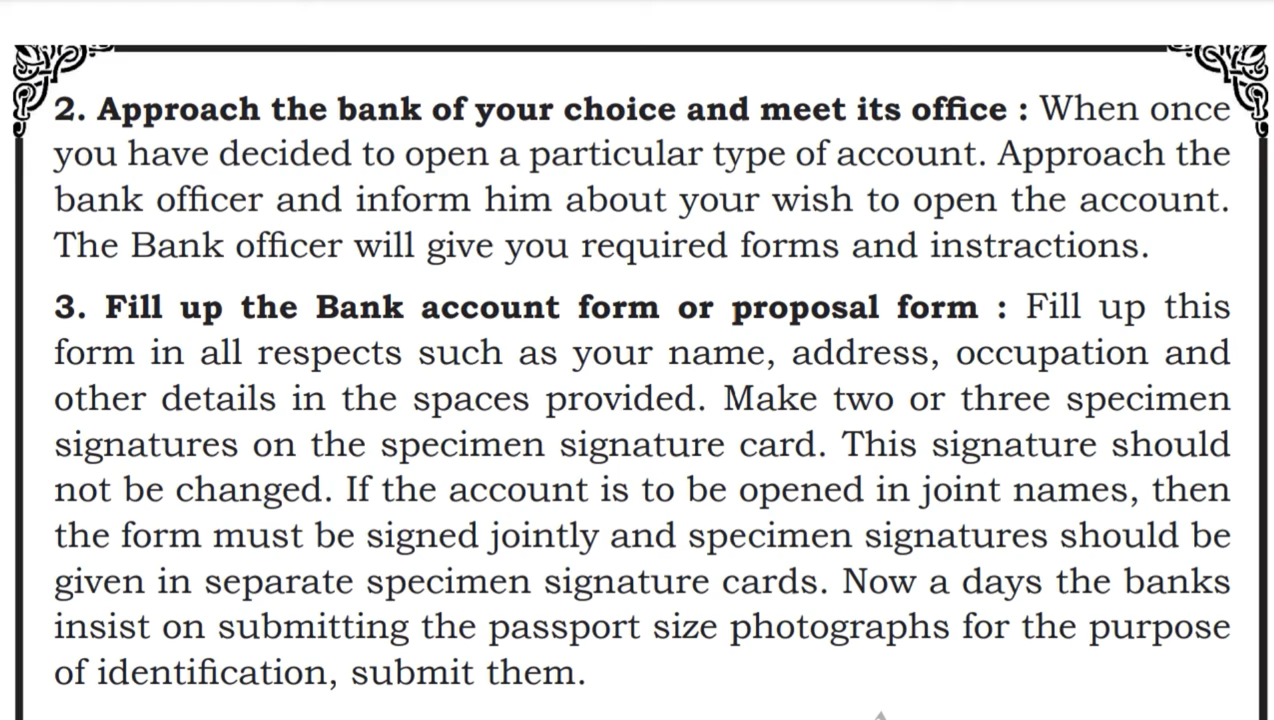 2. Approach the bank of your choice and meet its office : When once
you have decided to open a particular type of account. Approach the
bank officer and inform him about your wish to open the account.
The Bank officer will give you required forms and instractions.
3. Fill up the Bank account form or proposal form : Fill up this
form in all respects such as your name, address, occupation and
other details in the spaces provided. Make two or three specimen
signatures on the specimen signature card. This signature should
not be changed. If the account is to be opened in joint names, then
the form must be signed jointly and specimen signatures should be
given in separate specimen signature cards. Now a days the banks
insist on submitting the passport size photographs for the purpose
of identification, submit them.